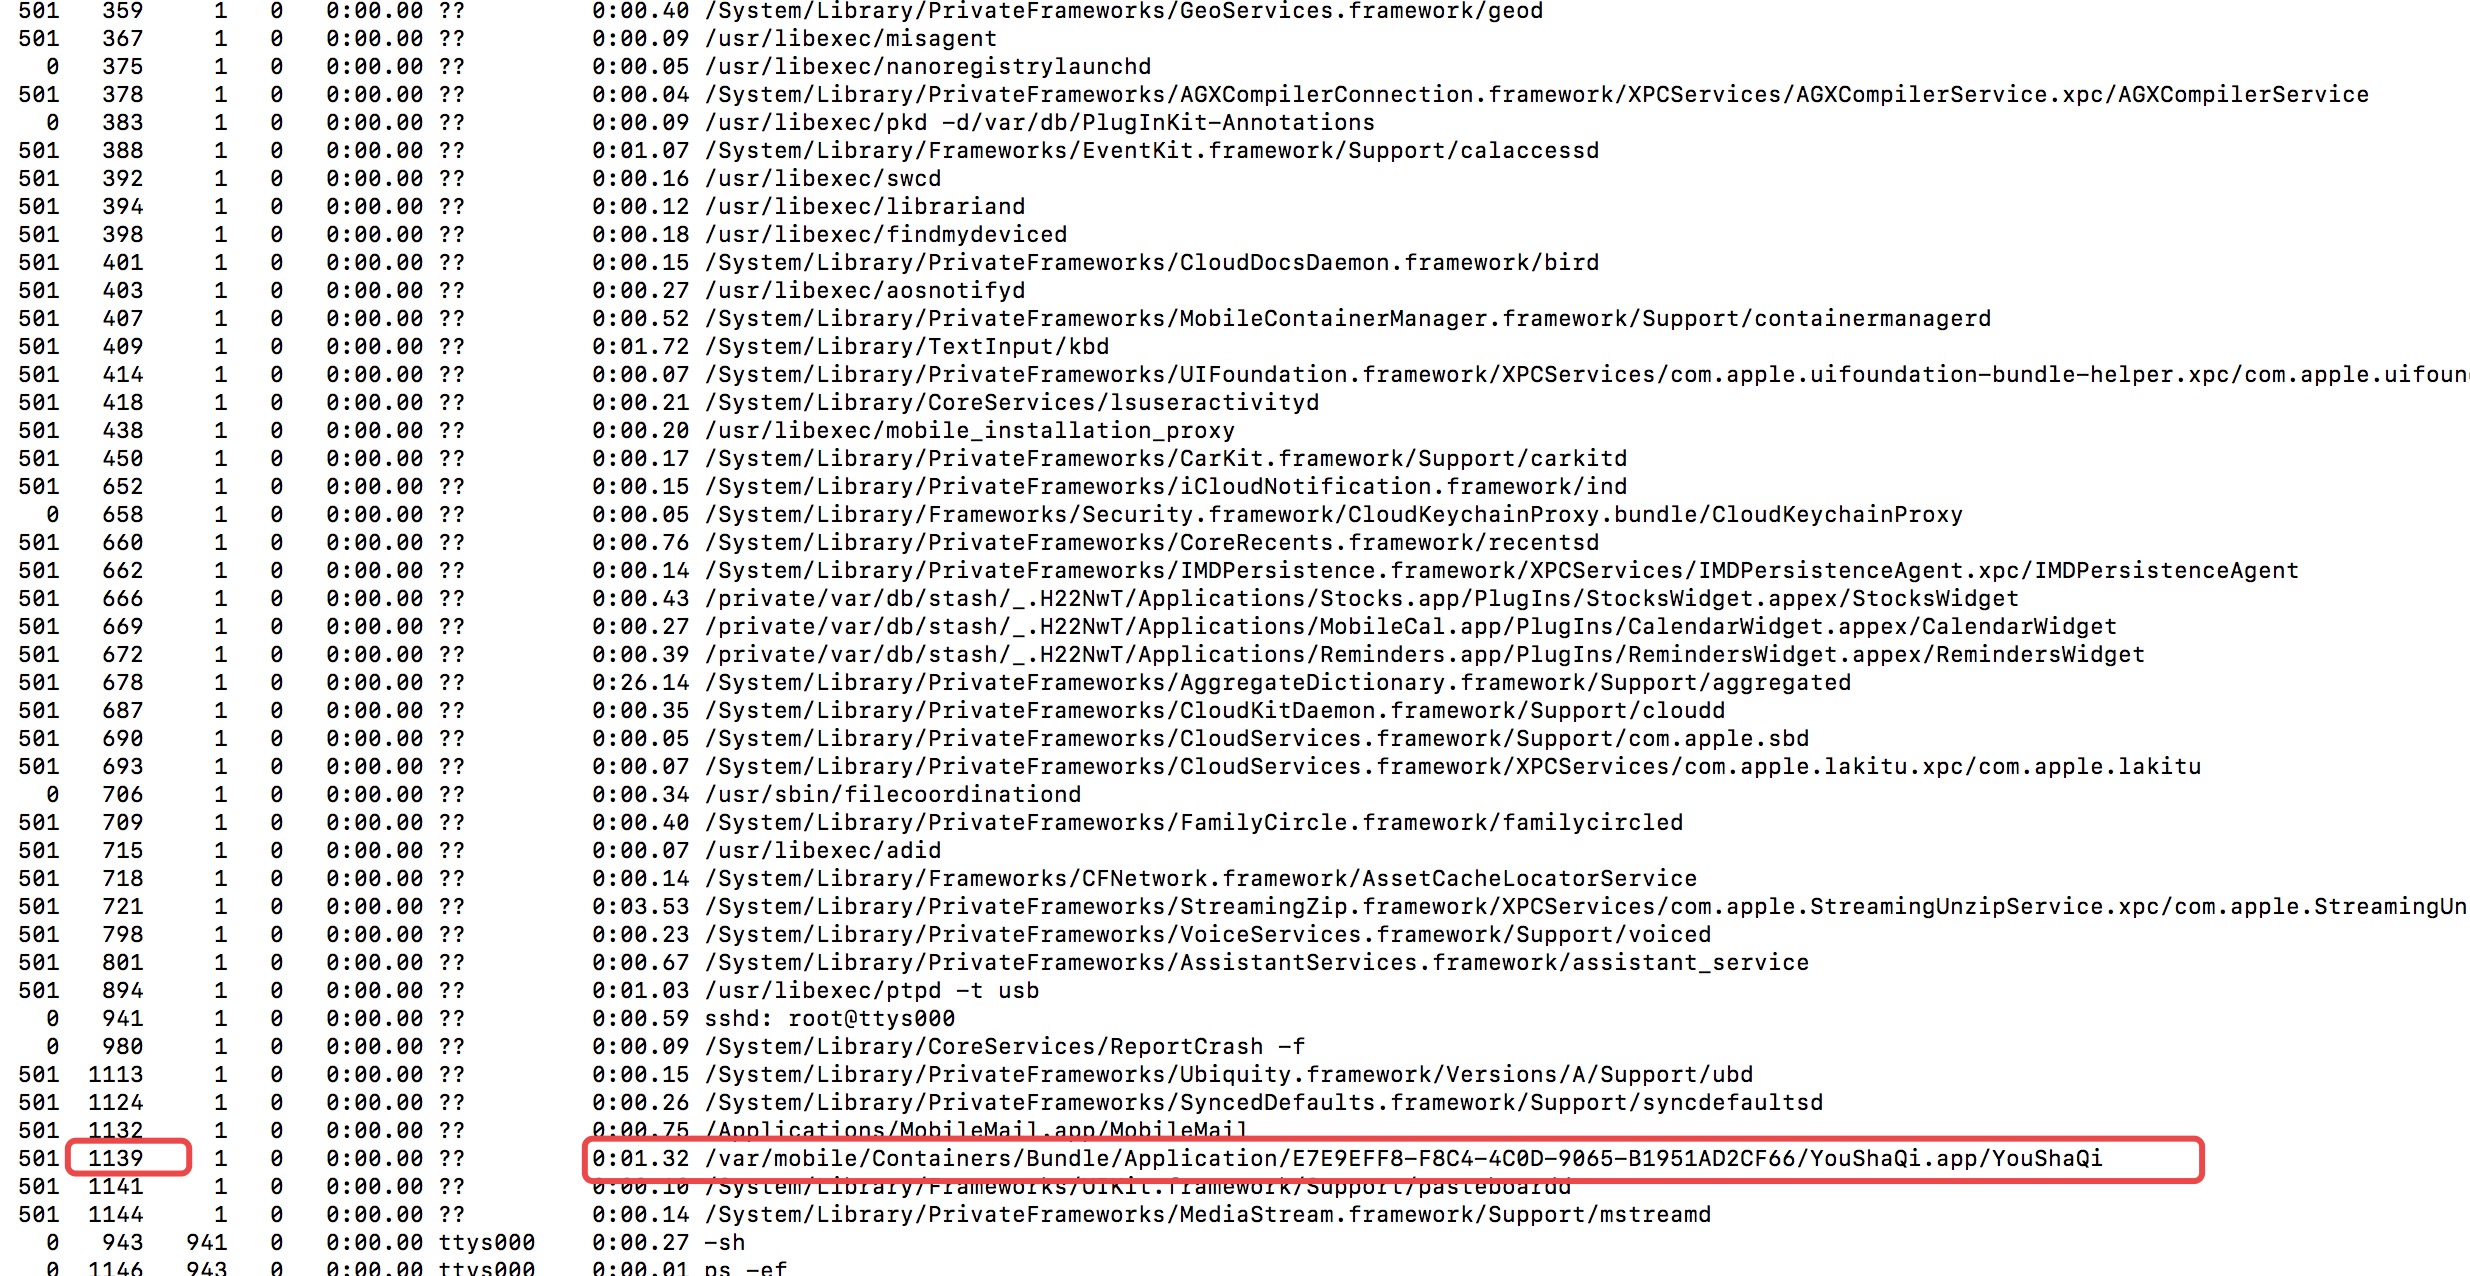 501 359 1 0 0:00.00 ?? 0:00.40 /System/Library/PrivateFrameworks/GeoServices.framework/geod
501 367 1 0 0:00.00 ?? 0:00.09 /usr/libexec/misagent
0 375 1 0 0:00.00 ?? 0:00.05 /usr/libexec/nanoregistrylaunchd
501 378 1 0 0:00.00 ?? 0:00.04 /System/Library/PrivateFrameworks/AGXCompilerConnection.framework/XPCServices/AGXCompilerService.xpc/AGXCompilerService
0 383 1 0 0:00.00 ?? 0:00.09 /usr/libexec/pkd -d/var/db/PlugInKit-Annotations
501 388 1 0 0:00.00 ?? 0:01.07 /System/Library/Frameworks/EventKit.framework/Support/calaccessd
501 392 1 0 0:00.00 ?? 0:00.16 /usr/libexec/swcd
501 394 1 0 0:00.00 ?? 0:00.12 /usr/libexec/librariand
501 398 1 0 0:00.00 ?? 0:00.18 /usr/libexec/findmydeviced
501 401 1 0 0:00.00 ?? 0:00.15 /System/Library/PrivateFrameworks/CloudDocsDaemon.framework/bird
501 403 1 0 0:00.00 ?? 0:00.27 /usr/libexec/aosnotifyd
501 407 1 0 0:00.00 ?? 0:00.52 /System/Library/PrivateFrameworks/MobileContainerManager.framework/Support/containermanagerd
501 409 1 0 0:00.00 ?? 0:01.72 /System/Library/TextInput/kbd
501 414 1 0 0:00.00 ?? 0:00.07 /System/Library/PrivateFrameworks/UIFoundation.framework/XPCServices/com.apple.uifoundation-bundle-helper.xpc/com.apple.uifoun
501 418 1 0 0:00.00 ?? 0:00.21 /System/Library/CoreServices/lsuseractivityd
501 438 1 0 0:00.00 ?? 0:00.20 /usr/libexec/mobile_installation_proxy
501 450 1 0 0:00.00 ?? 0:00.17 /System/Library/PrivateFrameworks/CarKit.framework/Support/carkitd
501 652 1 0 0:00.00 ?? 0:00.15 /System/Library/PrivateFrameworks/iCloudNotification.framework/ind
0 658 1 0 0:00.00 ?? 0:00.05 /System/Library/Frameworks/Security.framework/CloudKeychainProxy.bundle/CloudKeychainProxy
501 660 1 0 0:00.00 ?? 0:00.76 /System/Library/PrivateFrameworks/CoreRecents.framework/recentsd
501 662 1 0 0:00.00 ?? 0:00.14 /System/Library/PrivateFrameworks/IMDPersistence.framework/XPCServices/IMDPersistenceAgent.xpc/IMDPersistenceAgent
501 666 1 0 0:00.00 ?? 0:00.43 /private/var/db/stash/_.H22NwT/Applications/Stocks.app/PlugIns/StocksWidget.appex/StocksWidget
501 669 1 0 0:00.00 ?? 0:00.27 /private/var/db/stash/_.H22NwT/Applications/MobileCal.app/PlugIns/CalendarWidget.appex/CalendarWidget
501 672 1 0 0:00.00 ?? 0:00.39 /private/var/db/stash/_.H22NwT/Applications/Reminders.app/PlugIns/RemindersWidget.appex/RemindersWidget
501 678 1 0 0:00.00 ?? 0:26.14 /System/Library/PrivateFrameworks/AggregateDictionary.framework/Support/aggregated
501 687 1 0 0:00.00 ?? 0:00.35 /System/Library/PrivateFrameworks/CloudKitDaemon.framework/Support/cloudd
501 690 1 0 0:00.00 ?? 0:00.05 /System/Library/PrivateFrameworks/CloudServices.framework/Support/com.apple.sbd
501 693 1 0 0:00.00 ?? 0:00.07 /System/Library/PrivateFrameworks/CloudServices.framework/XPCServices/com.apple.lakitu.xpc/com.apple.lakitu
0 706 1 0 0:00.00 ?? 0:00.34 /usr/sbin/filecoordinationd
501 709 1 0 0:00.00 ?? 0:00.40 /System/Library/PrivateFrameworks/FamilyCircle.framework/familycircled
501 715 1 0 0:00.00 ?? 0:00.07 /usr/libexec/adid
501 718 1 0 0:00.00 ?? 0:00.14 /System/Library/Frameworks/CFNetwork.framework/AssetCacheLocatorService
501 721 1 0 0:00.00 ?? 0:03.53 /System/Library/PrivateFrameworks/StreamingZip.framework/XPCServices/com.apple.StreamingUnzipService.xpc/com.apple.StreamingUn
501 798 1 0 0:00.00 ?? 0:00.23 /System/Library/PrivateFrameworks/VoiceServices.framework/Support/voiced
501 801 1 0 0:00.00 ?? 0:00.67 /System/Library/PrivateFrameworks/AssistantServices.framework/assistant_service
501 894 1 0 0:00.00 ?? 0:01.03 /usr/libexec/ptpd -t usb
0 941 1 0 0:00.00 ?? 0:00.59 sshd: root@ttys000
0 980 1 0 0:00.00 ?? 0:00.09 /System/Library/CoreServices/ReportCrash -f
501 1113 1 0 0:00.00 ?? 0:00.15 /System/Library/PrivateFrameworks/Ubiquity.framework/Versions/A/Support/ubd
501 1124 1 0 0:00.00 ?? 0:00.26 /System/Library/PrivateFrameworks/SyncedDefaults.framework/Support/syncdefaultsd
501 1132 1 0 0:00.00 ?? 0:00.75 /Applications/MobileMail.app/MobileMail
501 1139 1 0 0:00.00 ?? 0:01.32 /var/mobile/Containers/Bundle/Application/E7E9EFF8-F8C4-4C0D-9065-B1951AD2CF66/YouShaQi.app/YouShaQi
501 1141 1 0 0:00.00 ?? 0:00.10 /System/Library/Frameworks/UIKit.framework/Support/pasteboardd
501 1144 1 0 0:00.00 ?? 0:00.14 /System/Library/PrivateFrameworks/MediaStream.framework/Support/mstreamd
0 943 941 0 0:00.00 ttys000 0:00.27 -sh
0 1146 943 0 0:00.00 ttys000 0:00.01 ps -ef